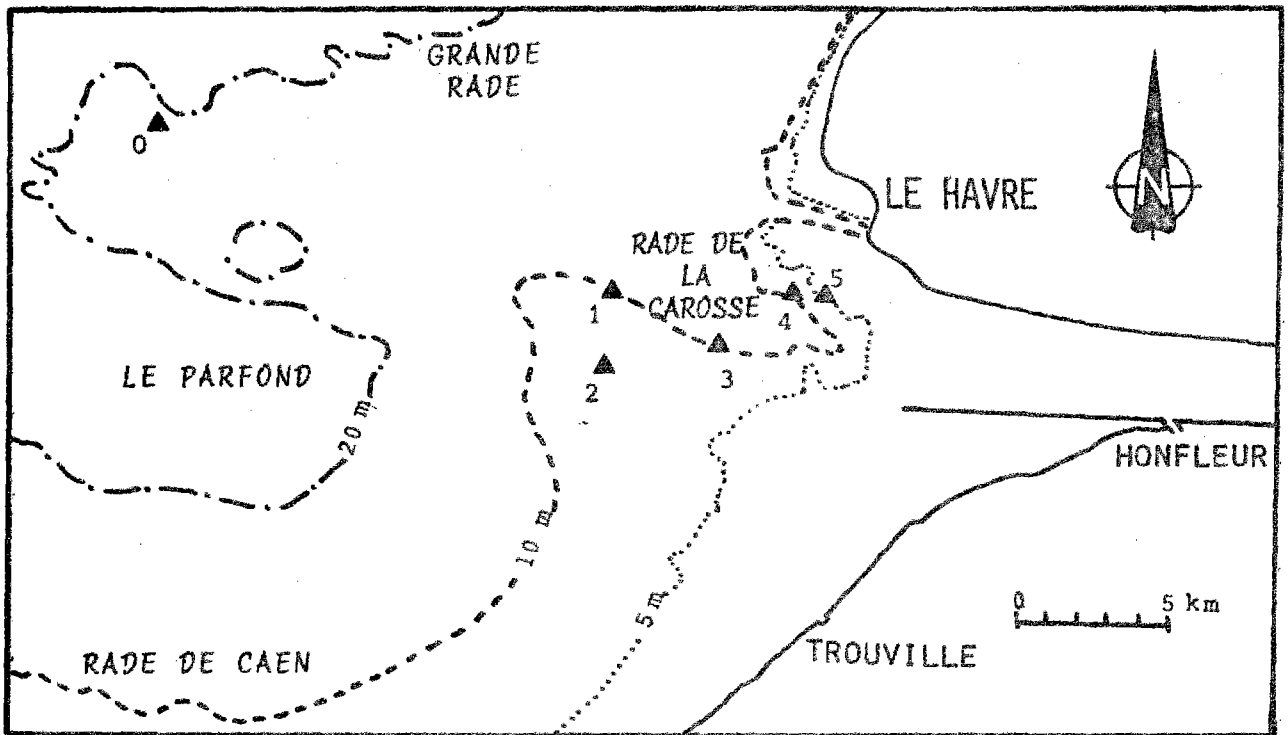 GRANDE
RADE
0
N
LE HAVRE
RADE DE
LA
CAROSSE
1
2
3
4
5
LE PARFOND
20 m
10 m
5 m
HONFLEUR
0
5 km
TROUVILLE
RADE DE CAEN